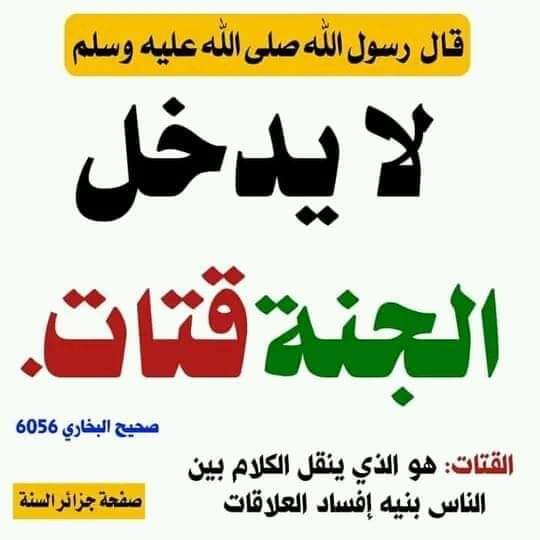 قال رسول الله صلى الله عليه وسلم
لا يدخل
الجنة قتات.
صحيح البخاري 6056
القتات: هو الذي ينقل الكلام بين
الناس بنيه إفساد العلاقات
صفحة جزائر السنة